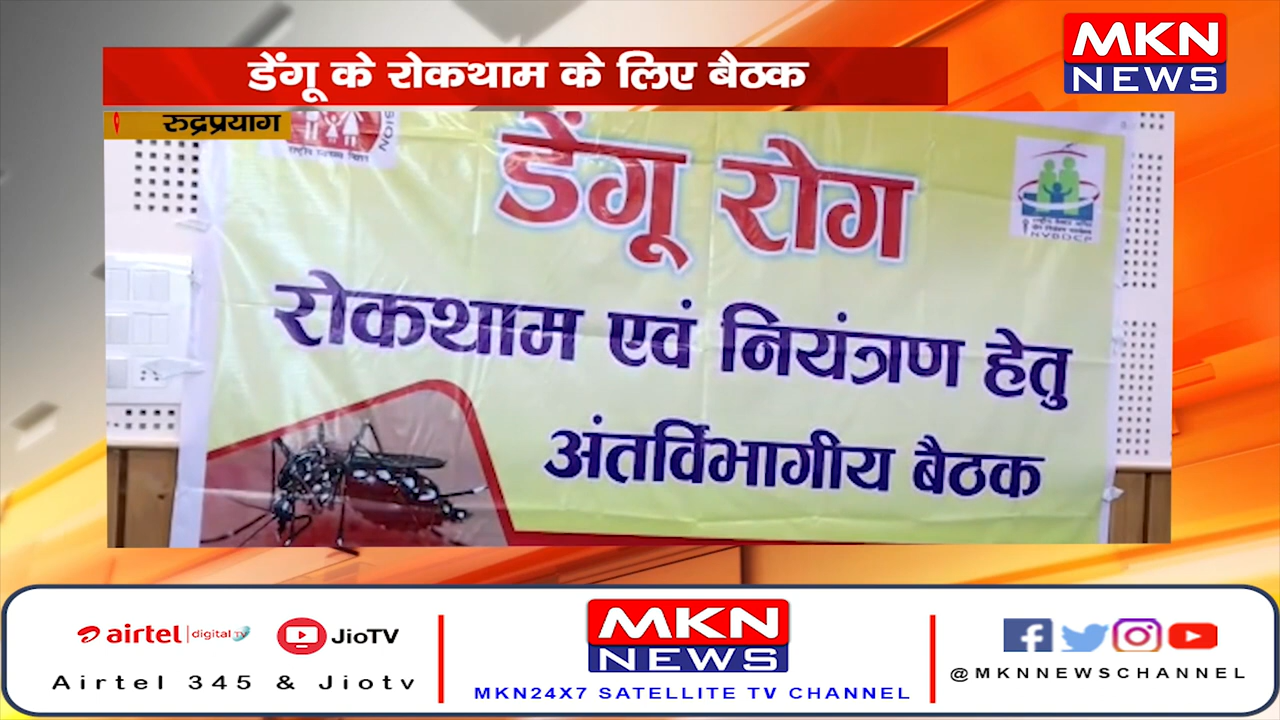 MKN
NEWS
डेंगू के रोकथाम के लिए बैठक
रुद्रप्रयाग
डेंगू रोग
NVBDCP
रोकथाम एवं नियंत्रण हेतु
अंतर्विभागीय बैठक
airtel digital TV
JioTV
Airtel 345 & Jiotv
MKN
NEWS
MKN24X7 SATELLITE TV CHANNEL
@MKNNEWSCHANNEL